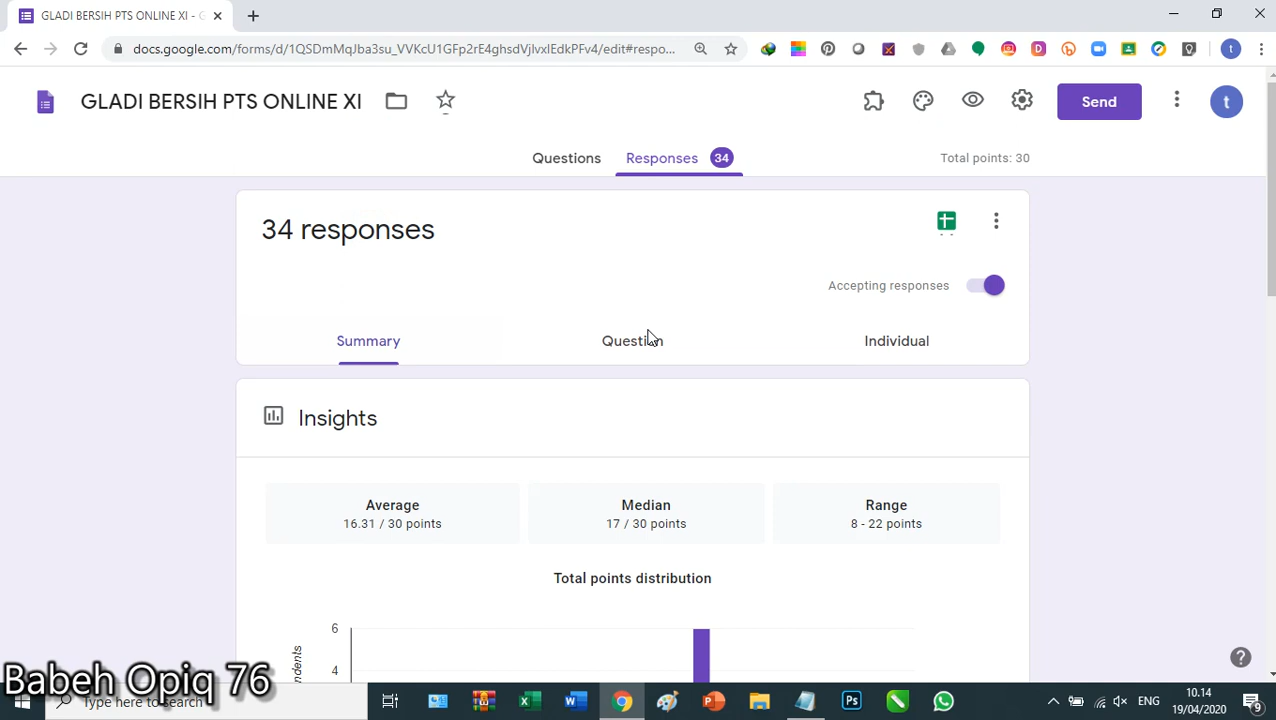 GLADI BERSIH PTS ONLINE XI - G
docs.google.com/forms/d/1QSDmMqJba3su_VVKcU1GFp2rE4ghsdVjIvxIEdkPFv4/edit#respo...
GLADI BERSIH PTS ONLINE XI
Send
t
Questions
Responses 34
Total points: 30
34 responses
Accepting responses
Summary
Question
Individual
Insights
Average
16.31 / 30 points
Median
17 / 30 points
Range
8 - 22 points
Total points distribution
6
4
Babeh Opiq 76
Type here to search
ENG
10.14
19/04/2020